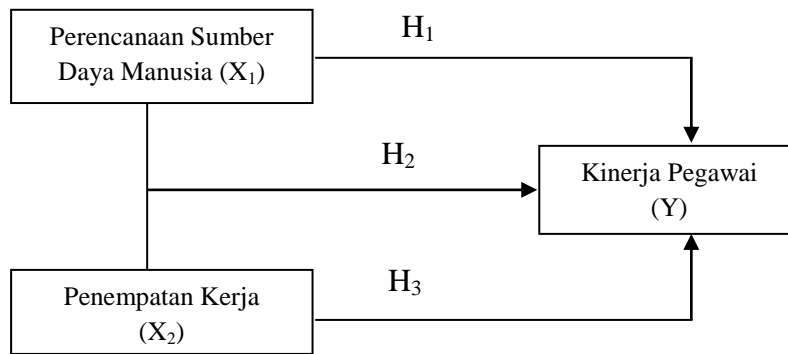 Perencanaan Sumber
Daya Manusia (X₁)
H₁
H₂
Kinerja Pegawai
(Y)
Penempatan Kerja
(X₂)
H₃